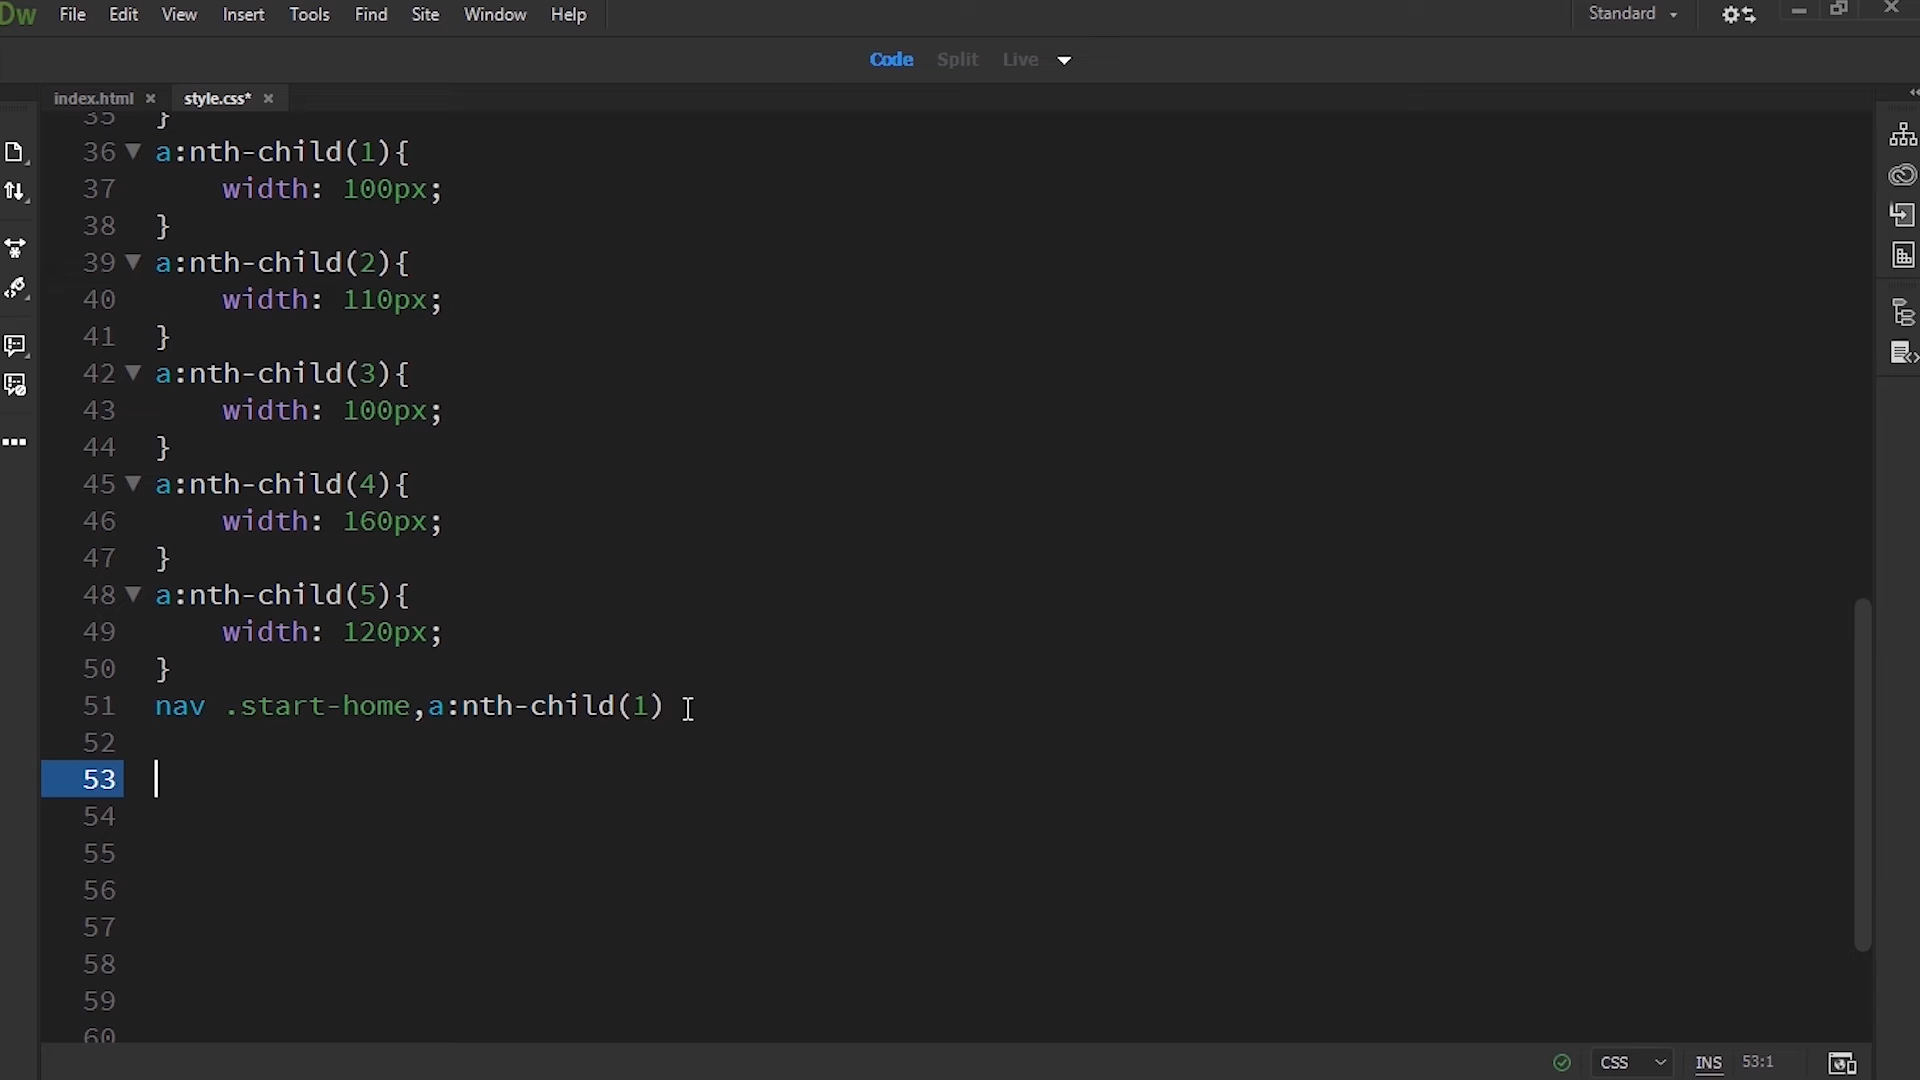 Dw File Edit View Insert Tools Find Site Window Help Standard
Code Split Live
index.html style.css*
35 }
36 a:nth-child(1){
37 width: 100px;
38 }
39 a:nth-child(2){
40 width: 110px;
41 }
42 a:nth-child(3){
43 width: 100px;
44 }
45 a:nth-child(4){
46 width: 160px;
47 }
48 a:nth-child(5){
49 width: 120px;
50 }
51 nav .start-home,a:nth-child(1)
52
53
54
55
56
57
58
59
60
CSS INS 53:1